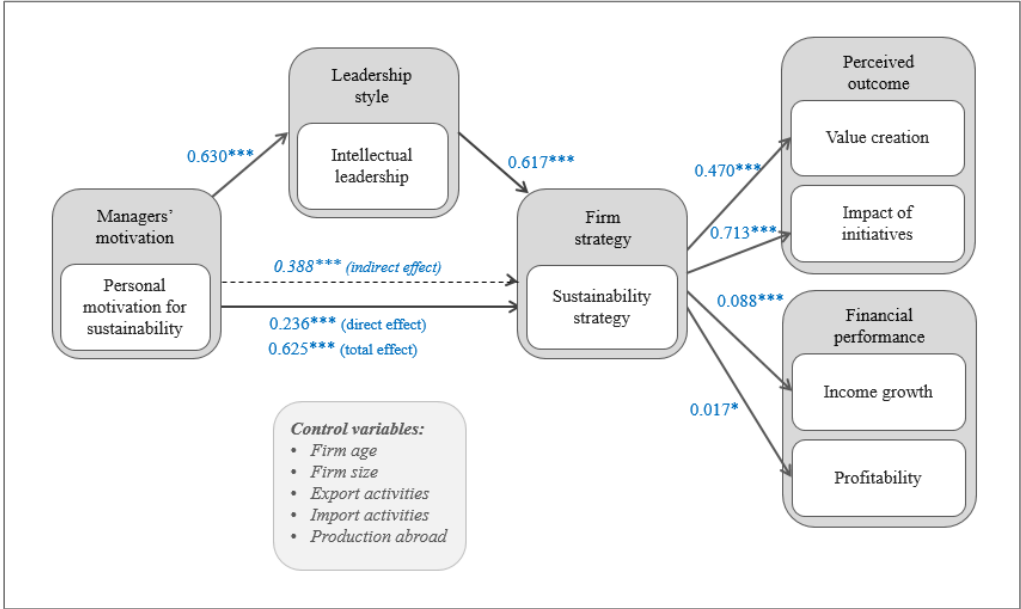 Leadership
style
Intellectual
leadership
0.630***
0.617***
Managers'
motivation
Personal
motivation for
sustainability
0.388*** (indirect effect)
0.236*** (direct effect)
0.625*** (total effect)
Firm
strategy
Sustainability
strategy
Perceived
outcome
Value creation
Impact of
initiatives
0.470***
0.713***
0.088***
0.017*
Financial
performance
Income growth
Profitability
Control variables:
• Firm age
• Firm size
• Export activities
• Import activities
• Production abroad